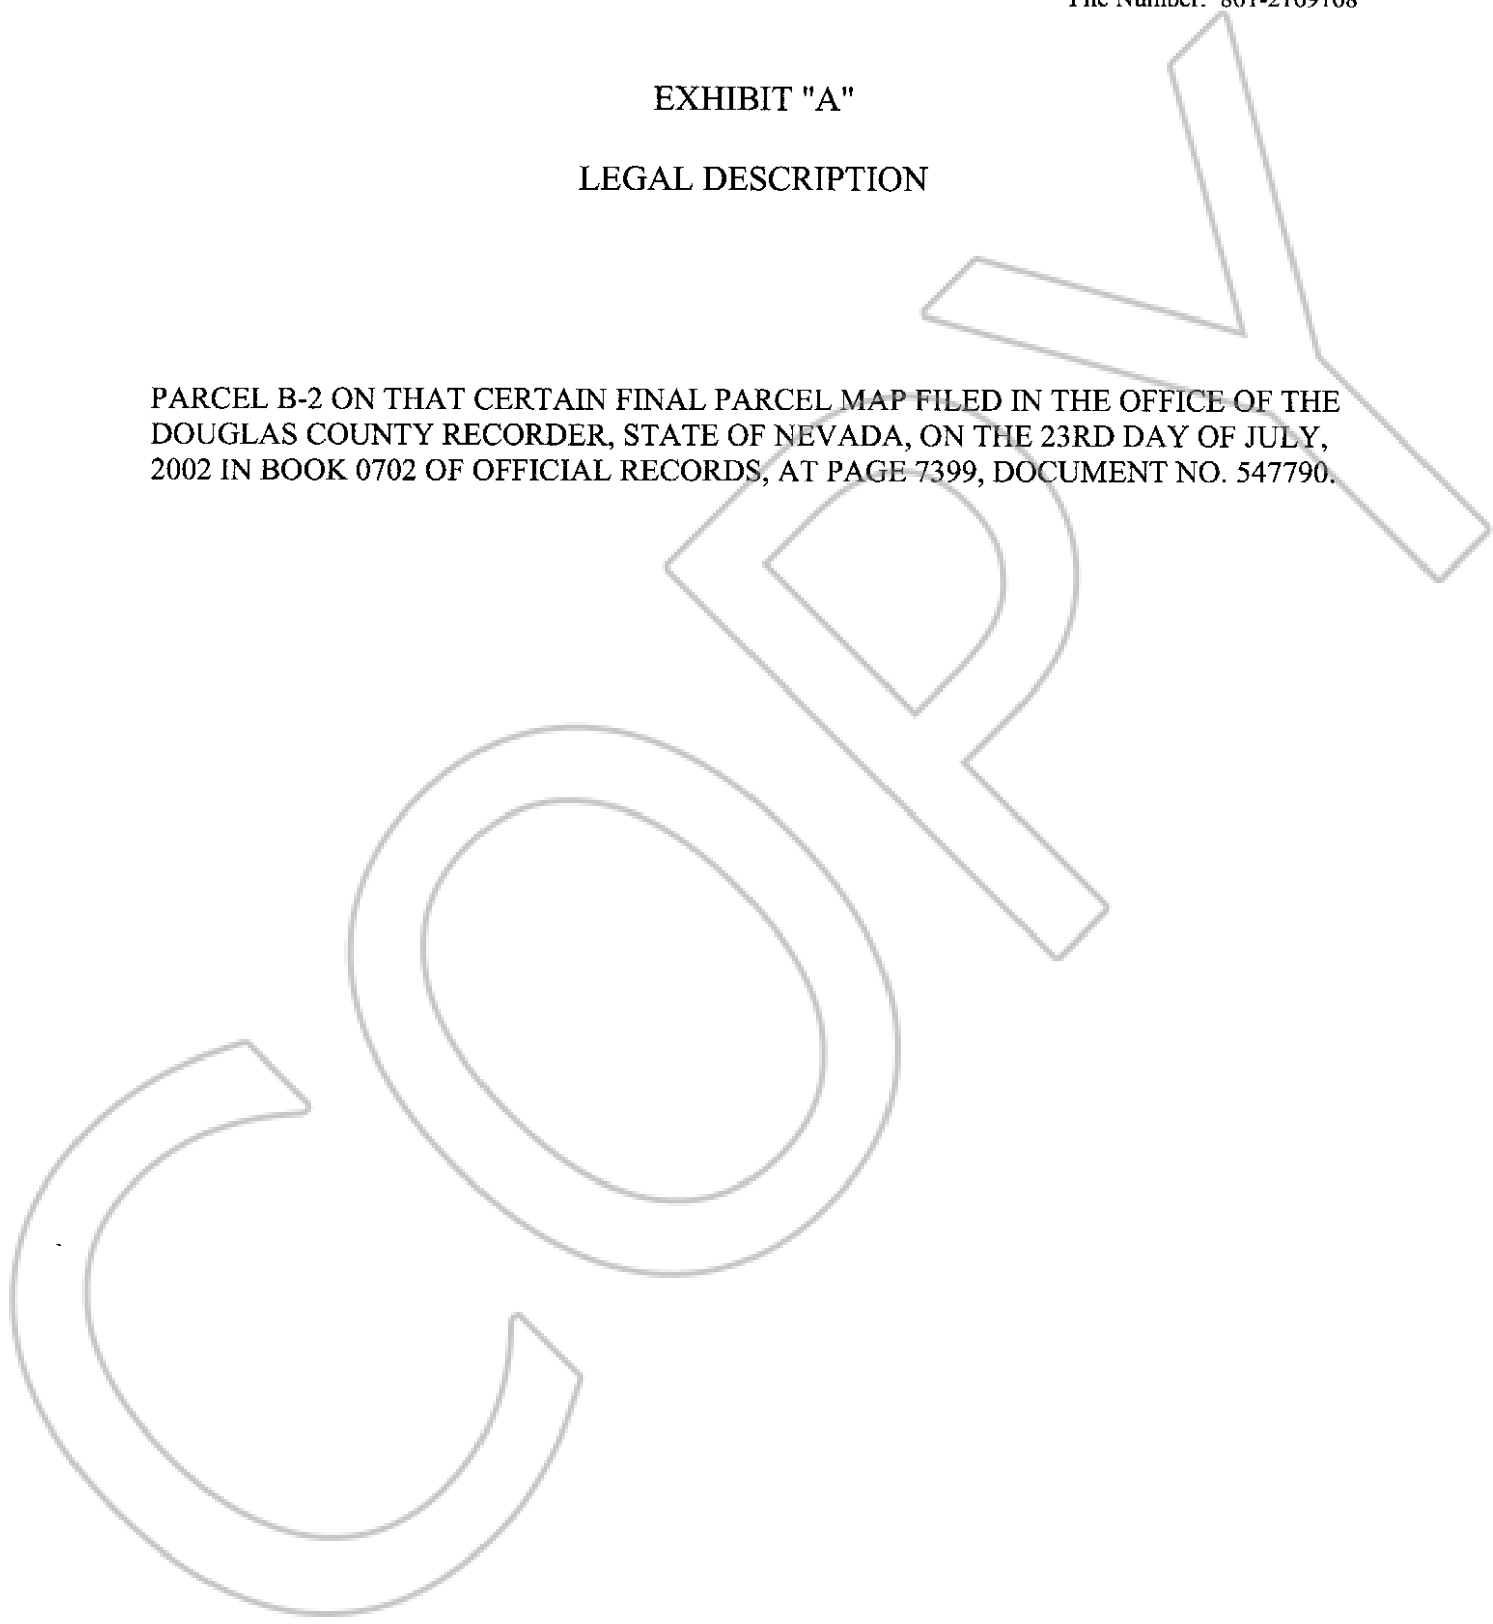 EXHIBIT "A"
LEGAL DESCRIPTION
PARCEL B-2 ON THAT CERTAIN FINAL PARCEL MAP FILED IN THE OFFICE OF THE
DOUGLAS COUNTY RECORDER, STATE OF NEVADA, ON THE 23RD DAY OF JULY,
2002 IN BOOK 0702 OF OFFICIAL RECORDS, AT PAGE 7399, DOCUMENT NO. 547790.
COPY